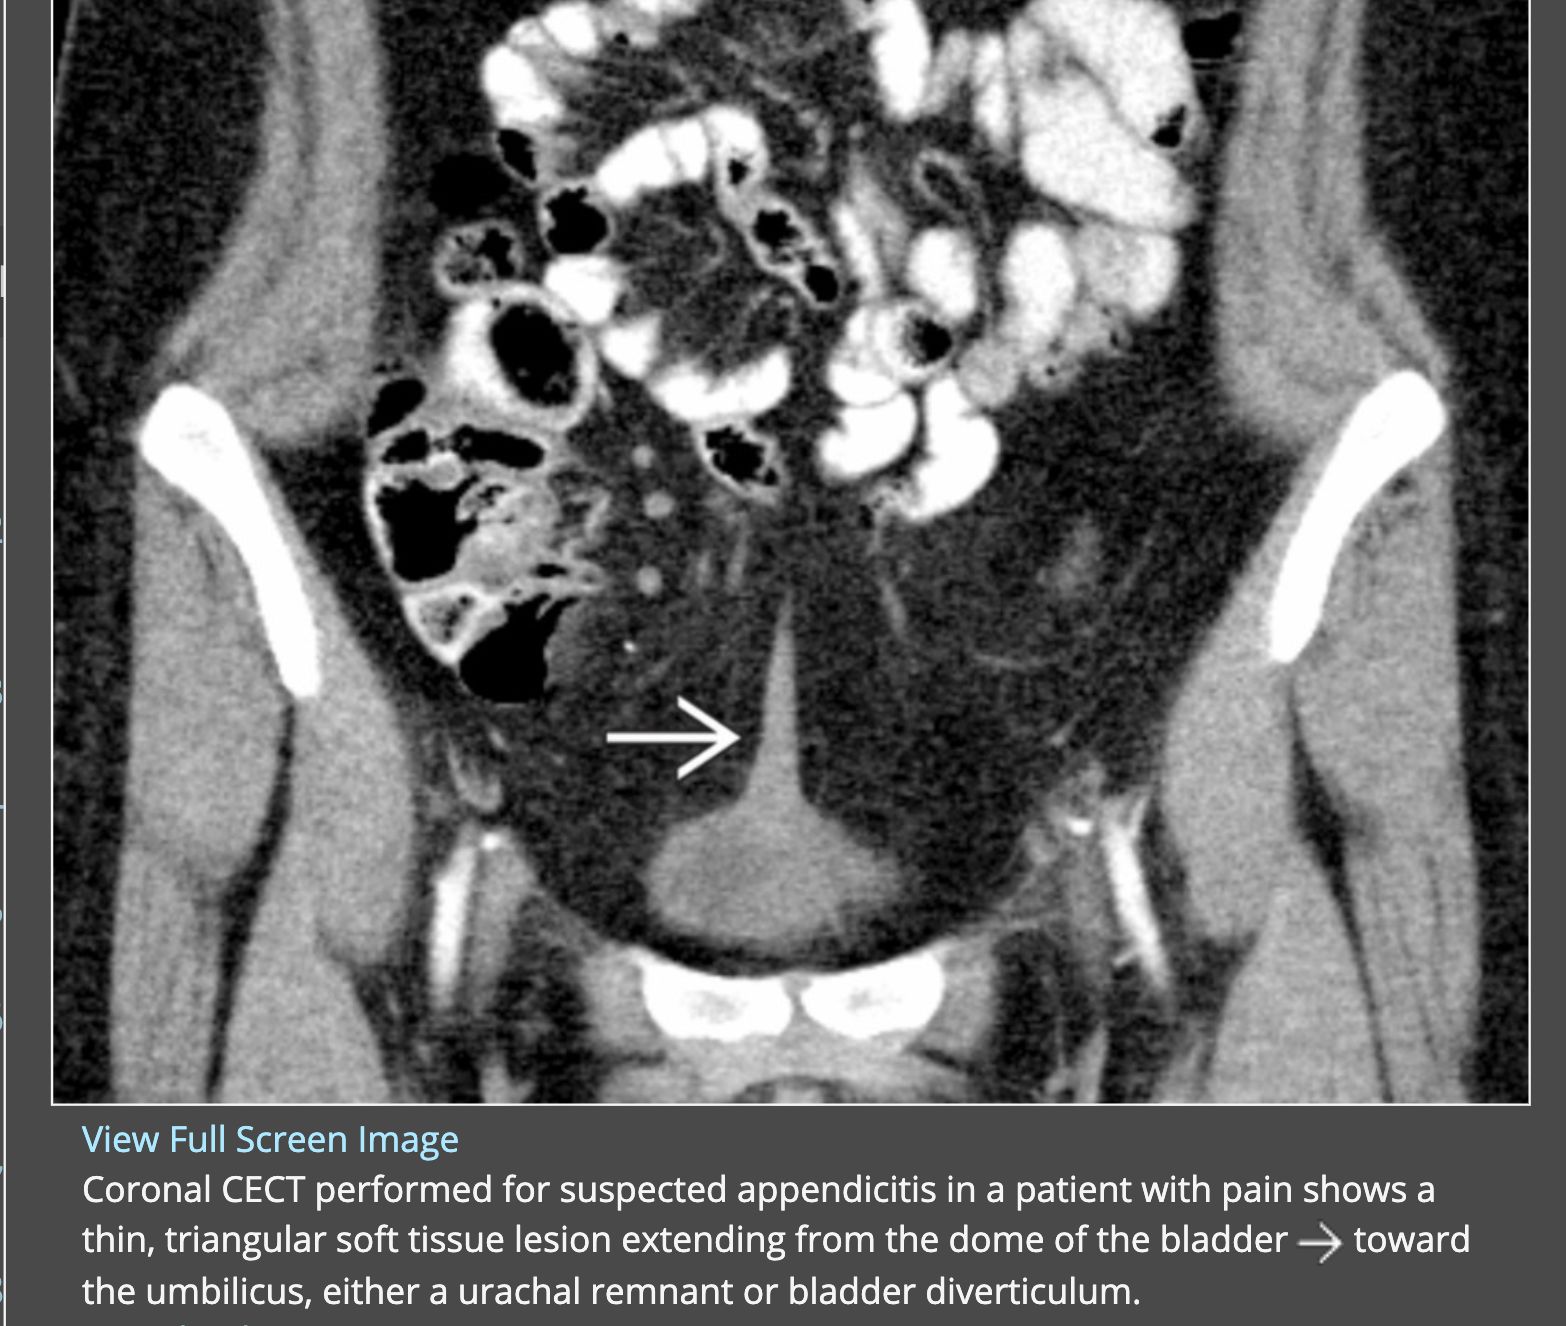 View Full Screen Image
Coronal CECT performed for suspected appendicitis in a patient with pain shows a
thin, triangular soft tissue lesion extending from the dome of the bladder → toward
the umbilicus, either a urachal remnant or bladder diverticulum.